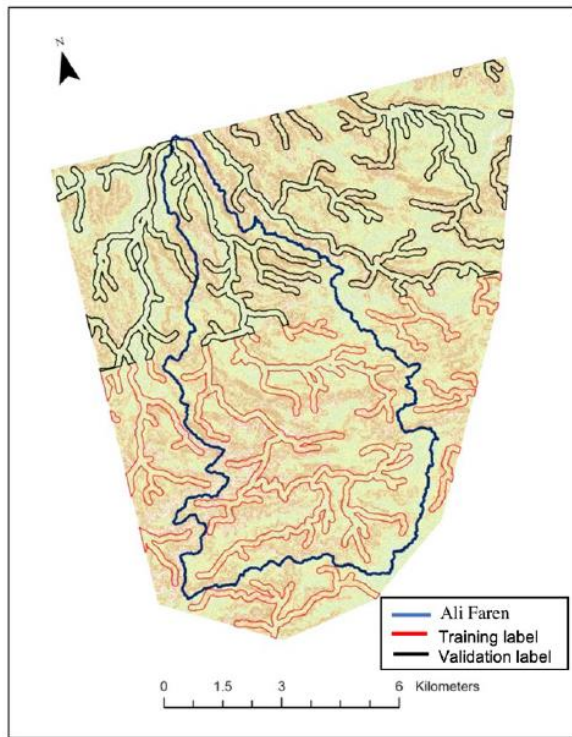 N
Ali Faren
Training label
Validation label
0 1.5 3 6 Kilometers